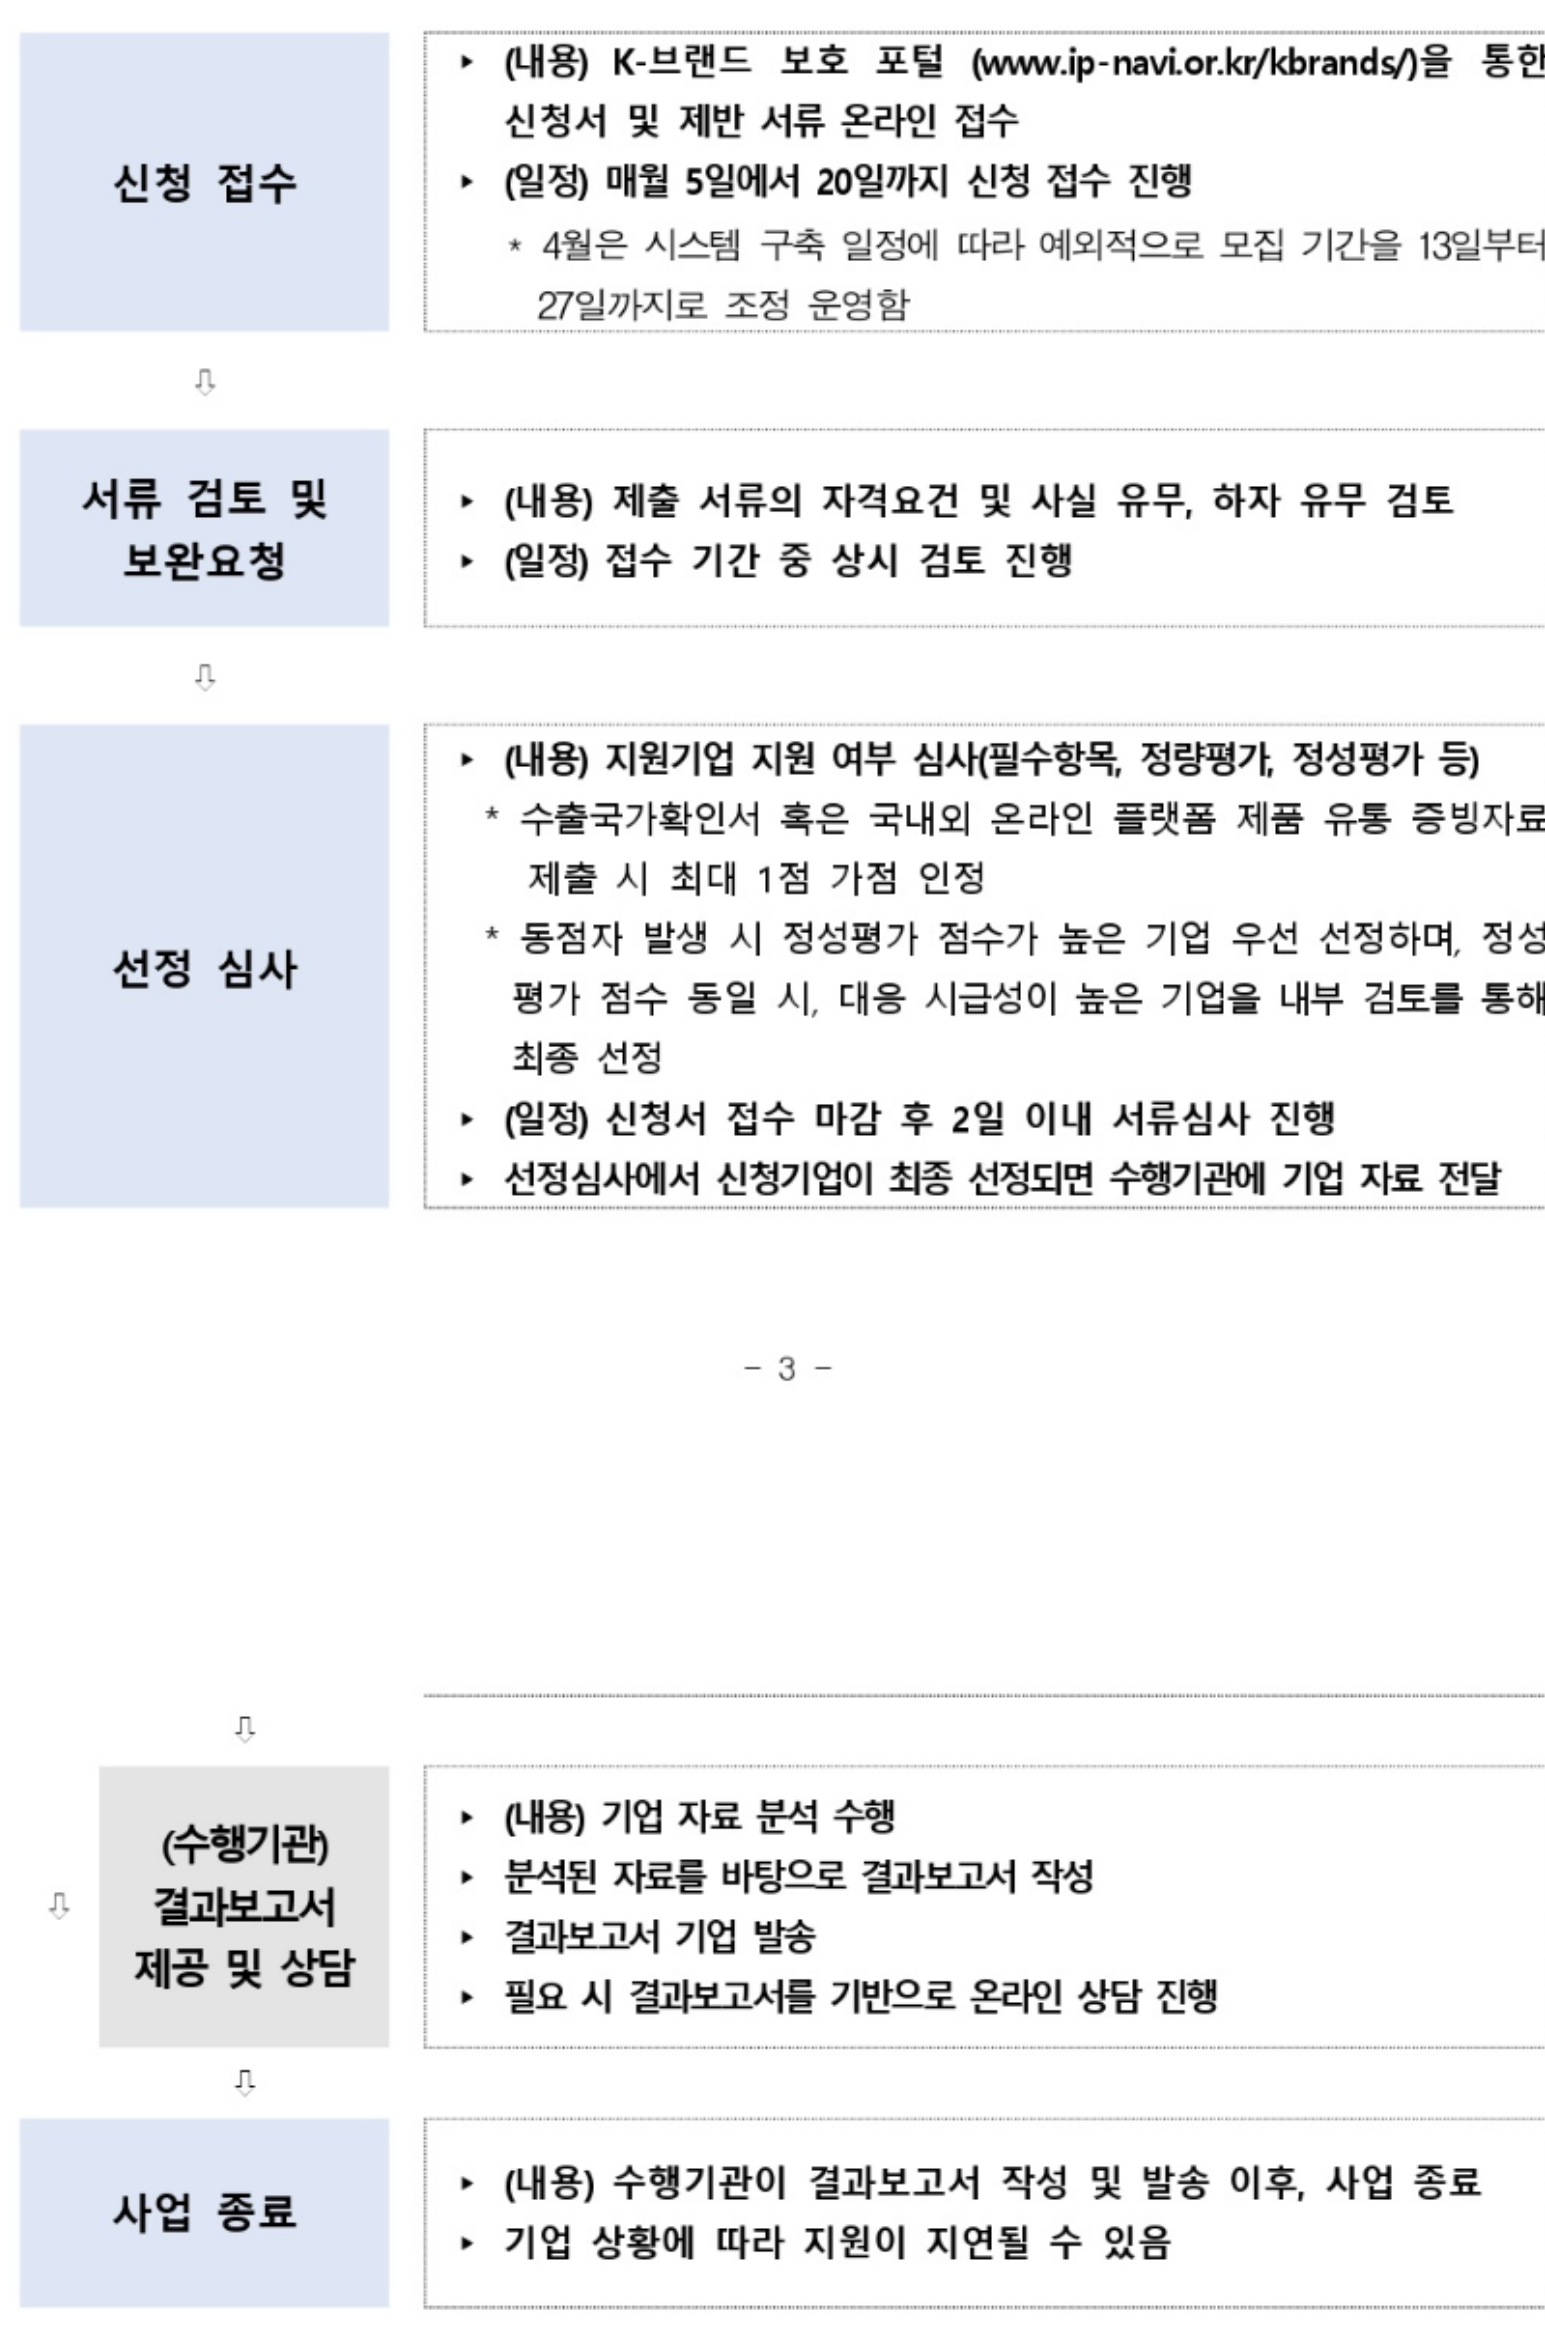 신청 접수
▸ (내용) K-브랜드 보호 포털 (www.ip-navi.or.kr/kbrands/)을 통한
신청서 및 제반 서류 온라인 접수
▸ (일정) 매월 5일에서 20일까지 신청 접수 진행
* 4월은 시스템 구축 일정에 따라 예외적으로 모집 기간을 13일부터
27일까지로 조정 운영함
⇩
서류 검토 및
보완요청
▸ (내용) 제출 서류의 자격요건 및 사실 유무, 하자 유무 검토
▸ (일정) 접수 기간 중 상시 검토 진행
⇩
선정 심사
▸ (내용) 지원기업 지원 여부 심사(필수항목, 정량평가, 정성평가 등)
* 수출국가확인서 혹은 국내외 온라인 플랫폼 제품 유통 증빙자료
제출 시 최대 1점 가점 인정
* 동점자 발생 시 정성평가 점수가 높은 기업 우선 선정하며, 정성
평가 점수 동일 시, 대응 시급성이 높은 기업을 내부 검토를 통해
최종 선정
▸ (일정) 신청서 접수 마감 후 2일 이내 서류심사 진행
▸ 선정심사에서 신청기업이 최종 선정되면 수행기관에 기업 자료 전달
- 3 -
⇩
⇩
(수행기관)
결과보고서
제공 및 상담
▸ (내용) 기업 자료 분석 수행
▸ 분석된 자료를 바탕으로 결과보고서 작성
▸ 결과보고서 기업 발송
▸ 필요 시 결과보고서를 기반으로 온라인 상담 진행
⇩
사업 종료
▸ (내용) 수행기관이 결과보고서 작성 및 발송 이후, 사업 종료
▸ 기업 상황에 따라 지원이 지연될 수 있음